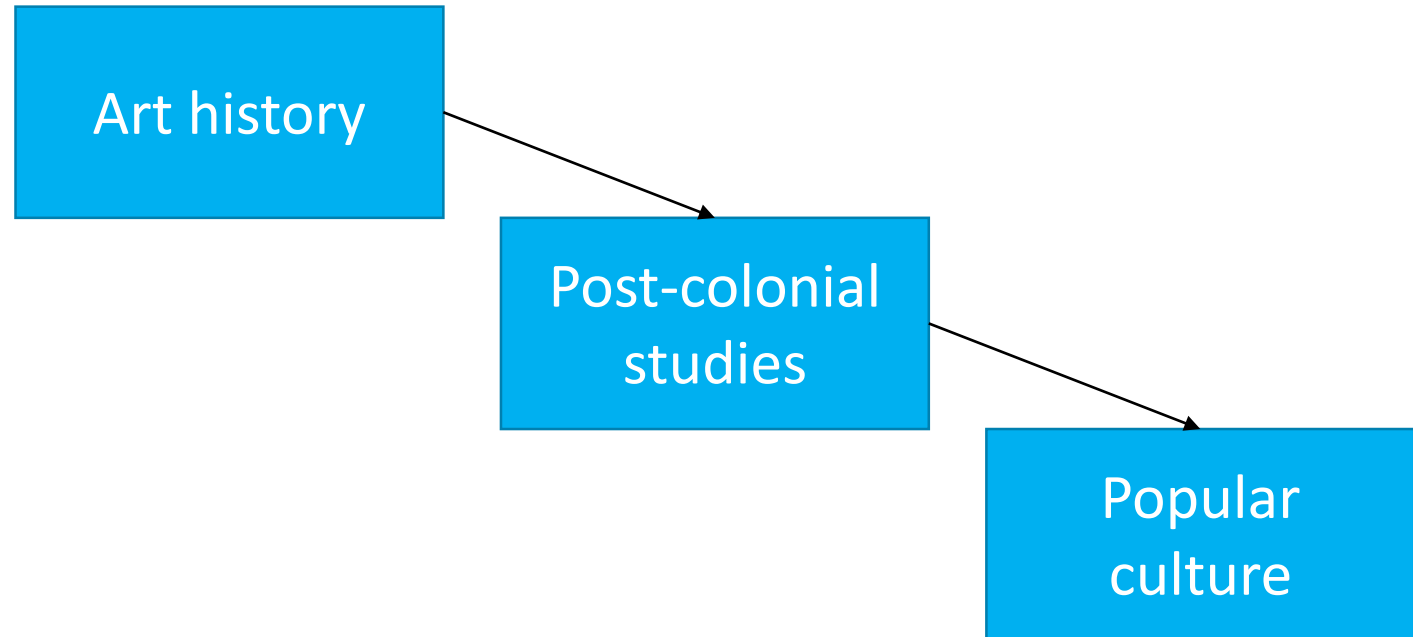 Art history
Post-colonial
studies
Popular
culture